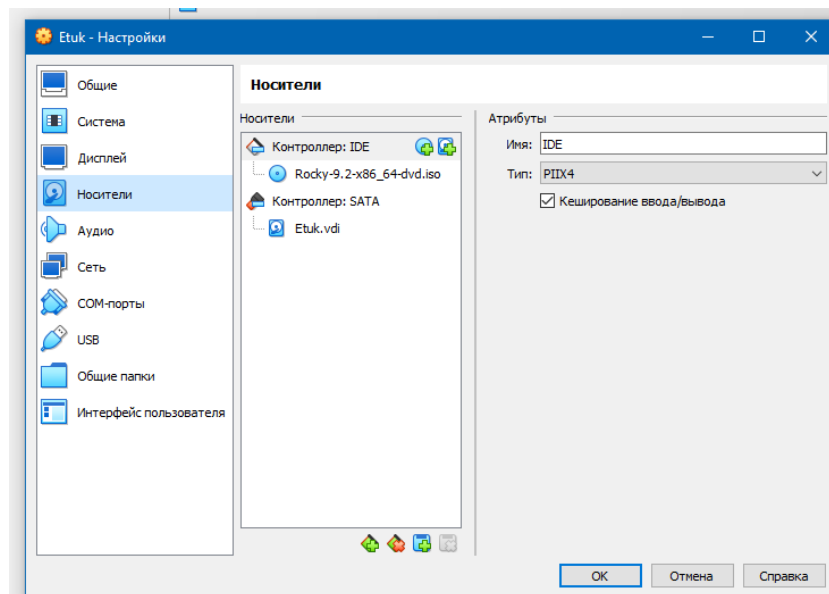 Etuk - Настройки
Общие
Система
Дисплей
Носители
Аудио
Сеть
COM-порты
USB
Общие папки
Интерфейс пользователя
Носители
Носители
Контроллер: IDE
Rocky-9.2-x86_64-dvd.iso
Контроллер: SATA
Etuk.vdi
Атрибуты
Имя: IDE
Тип: PIIX4
Кеширование ввода/вывода
OK
Отмена
Справка